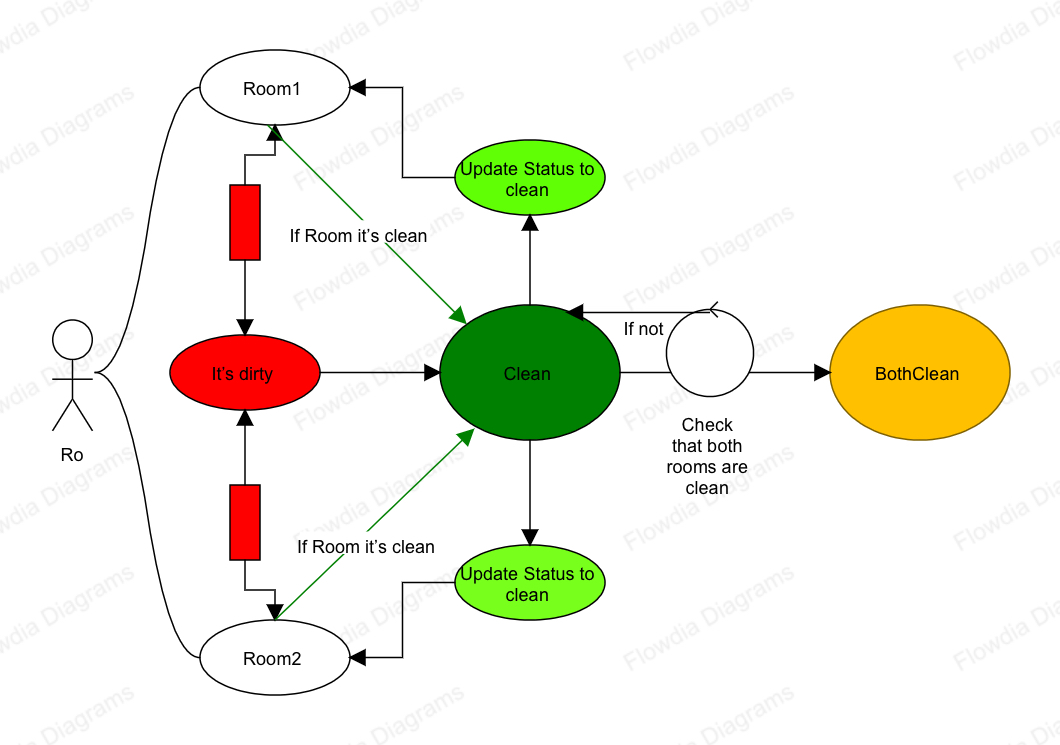 Room1
Update Status to
clean
If Room it's clean
If not
It's dirty
Clean
BothClean
Ro
Check
that both
rooms are
clean
If Room it's clean
Update Status to
clean
Room2
Flowdia Diagrams